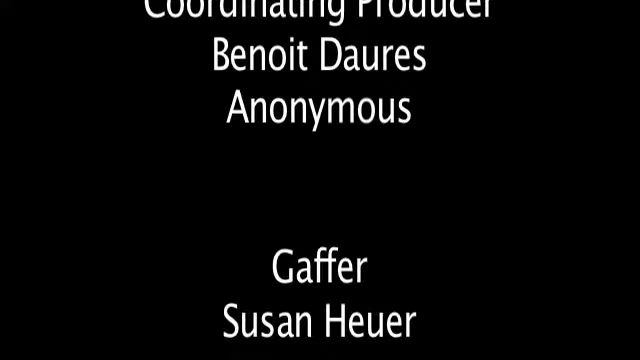 Coordinating Producer
Benoit Daures
Anonymous
Gaffer
Susan Heuer